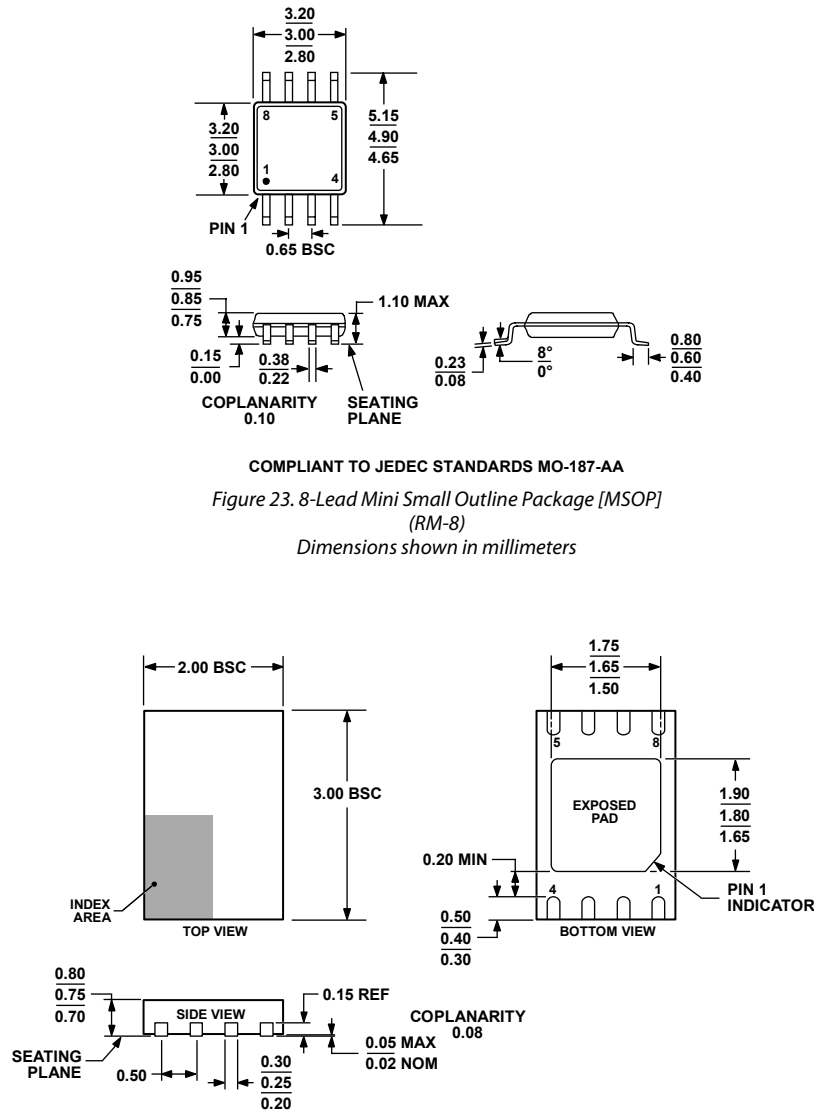 3.20
3.00
2.80
8 5
5.15
4.90
4.65
3.20
3.00
2.80
1
4
PIN 1
0.65 BSC
0.95
0.85
0.75
1.10 MAX
0.15
0.00
0.38
0.22
COPLANARITY
0.10
SEATING
PLANE
0.23
0.08
8°
0°
0.80
0.60
0.40
COMPLIANT TO JEDEC STANDARDS MO-187-AA
Figure 23. 8-Lead Mini Small Outline Package [MSOP]
(RM-8)
Dimensions shown in millimeters
2.00 BSC
3.00 BSC
INDEX
AREA
TOP VIEW
1.75
1.65
1.50
5 8
EXPOSED
PAD
1.90
1.80
1.65
0.20 MIN
4 1
PIN 1
INDICATOR
0.50
0.40
0.30
BOTTOM VIEW
0.80
0.75
0.70
SIDE VIEW
0.15 REF
COPLANARITY
0.08
0.05 MAX
0.02 NOM
SEATING
PLANE
0.50
0.30
0.25
0.20